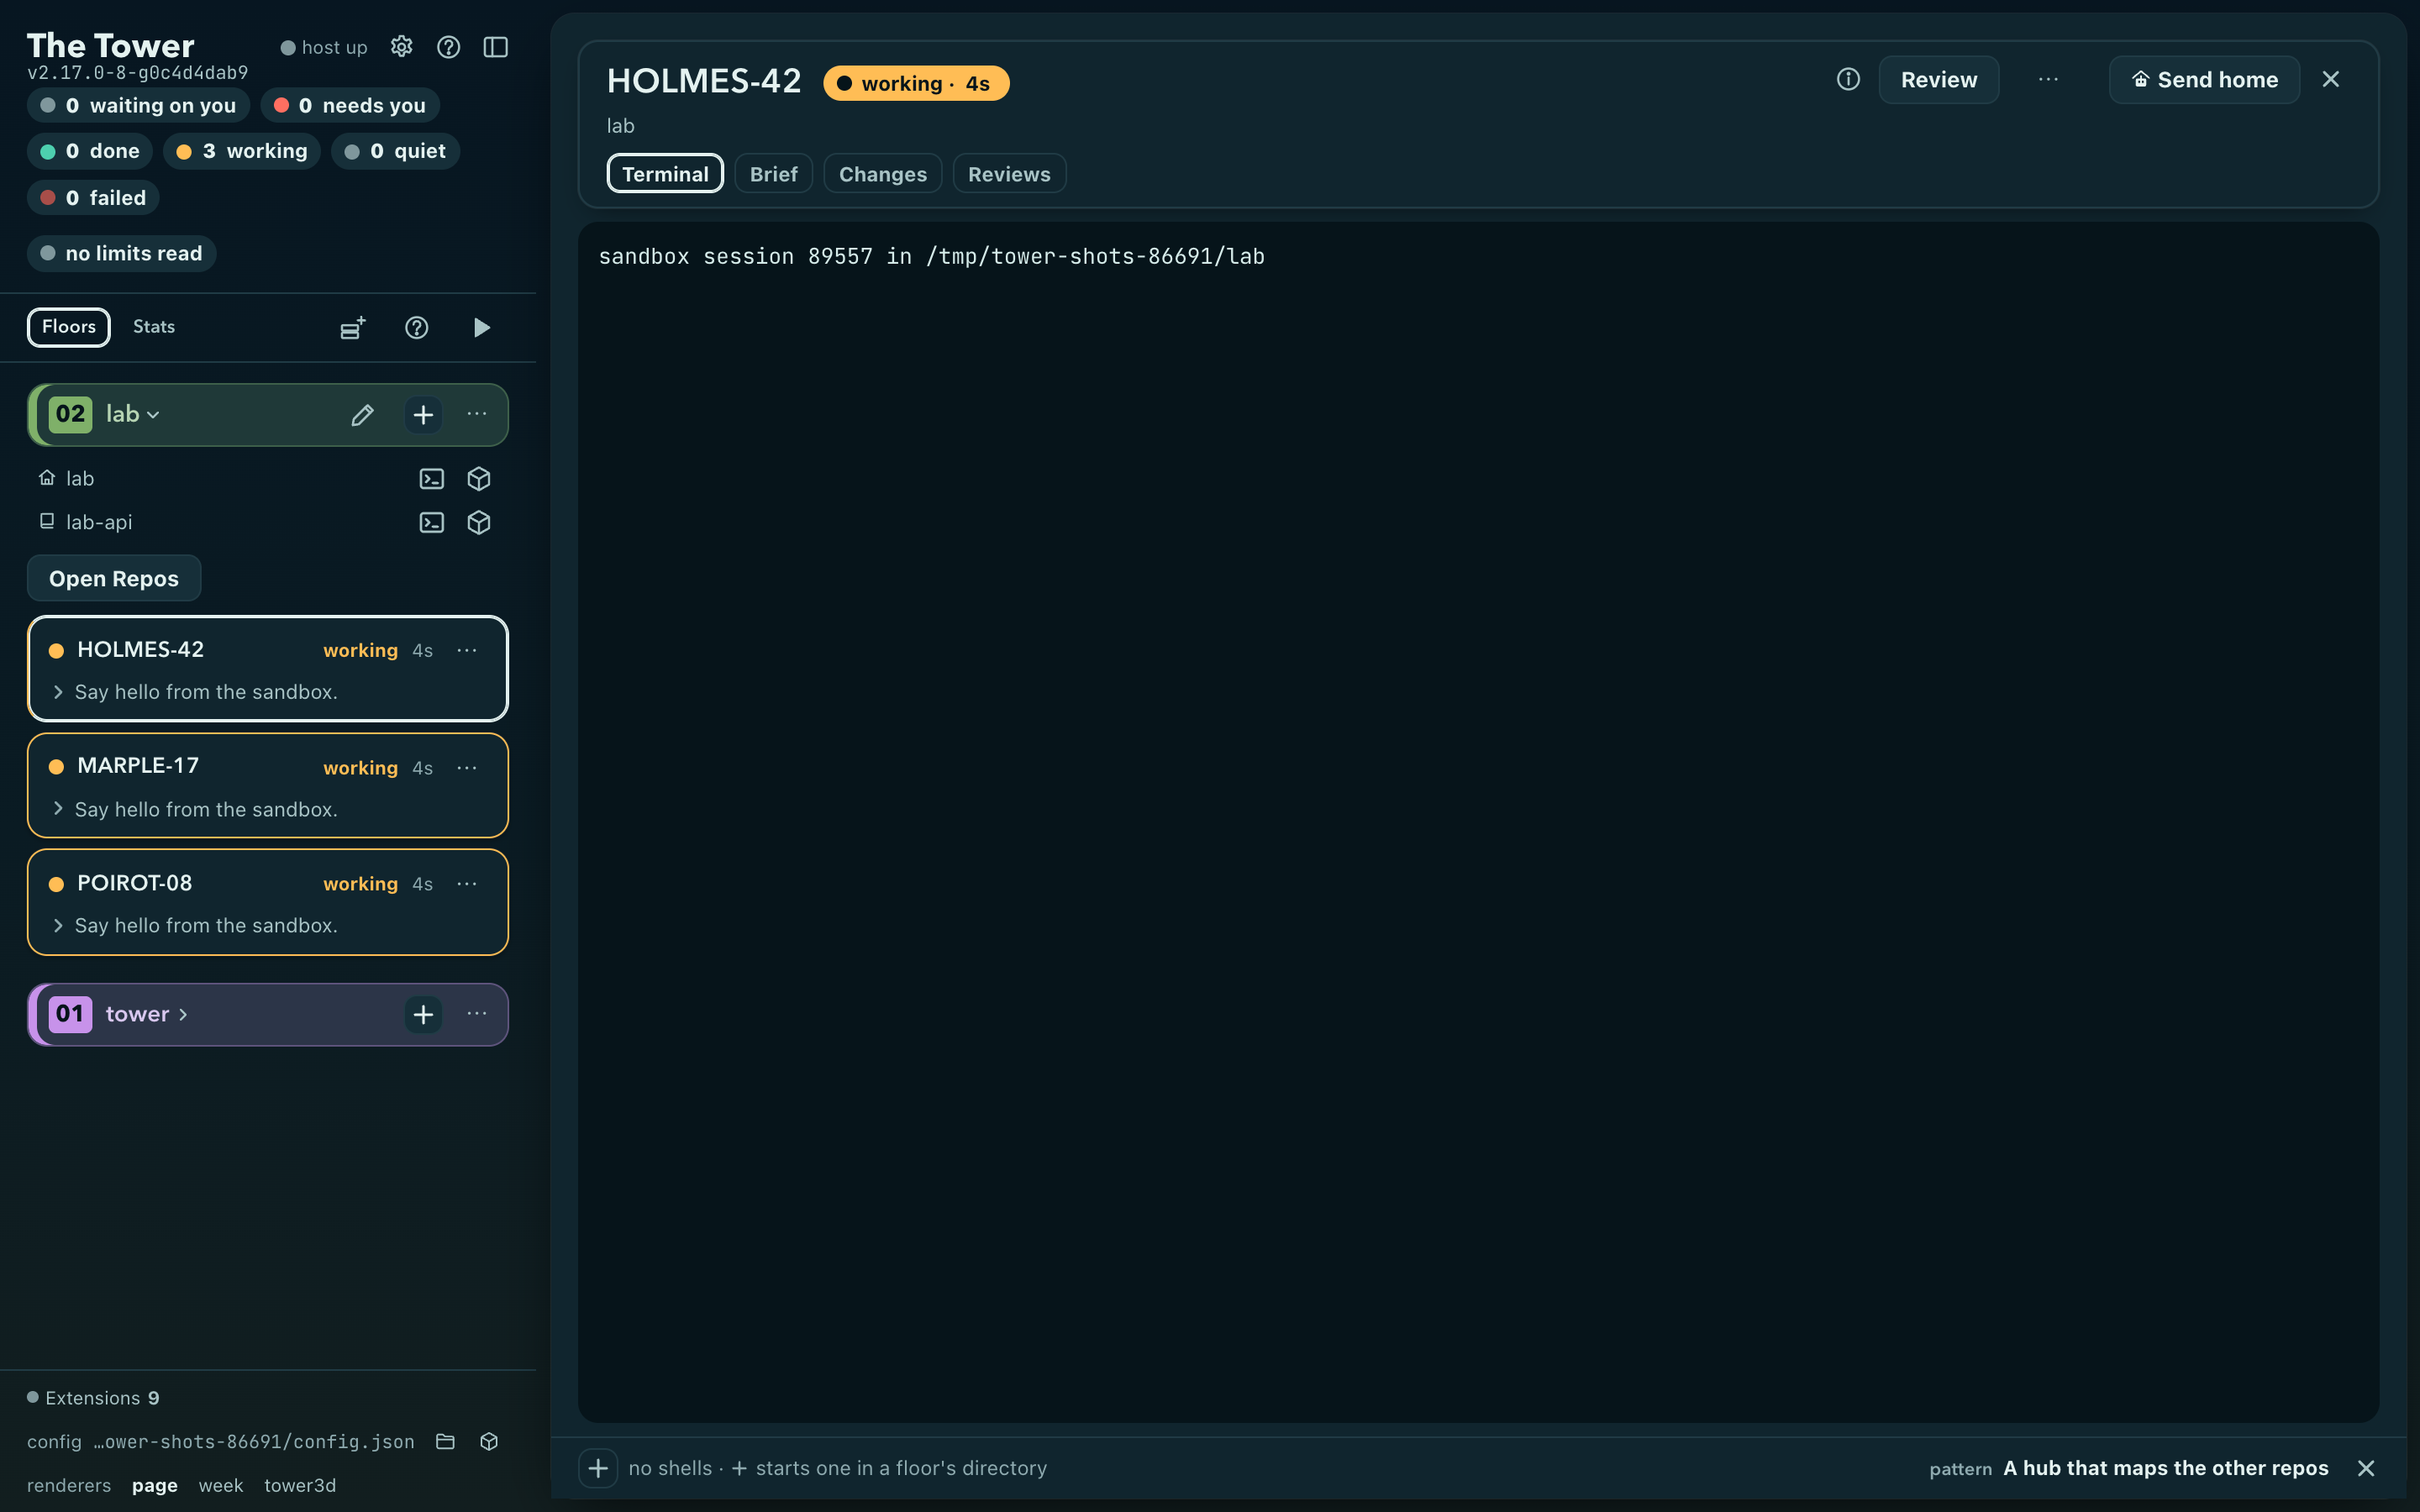 The Tower
host up
v2.17.0-8-g0c4d4dab9
0 waiting on you
0 needs you
0 done
3 working
0 quiet
0 failed
no limits read
Floors
Stats
02 lab
lab
lab-api
Open Repos
HOLMES-42 working 4s
Say hello from the sandbox.
MARPLE-17 working 4s
Say hello from the sandbox.
POIROT-08 working 4s
Say hello from the sandbox.
01 tower
Extensions 9
config …ower-shots-86691/config.json
renderers page week tower3d
HOLMES-42 working · 4s
Review
Send home
lab
Terminal
Brief
Changes
Reviews
sandbox session 89557 in /tmp/tower-shots-86691/lab
no shells · + starts one in a floor's directory
pattern A hub that maps the other repos